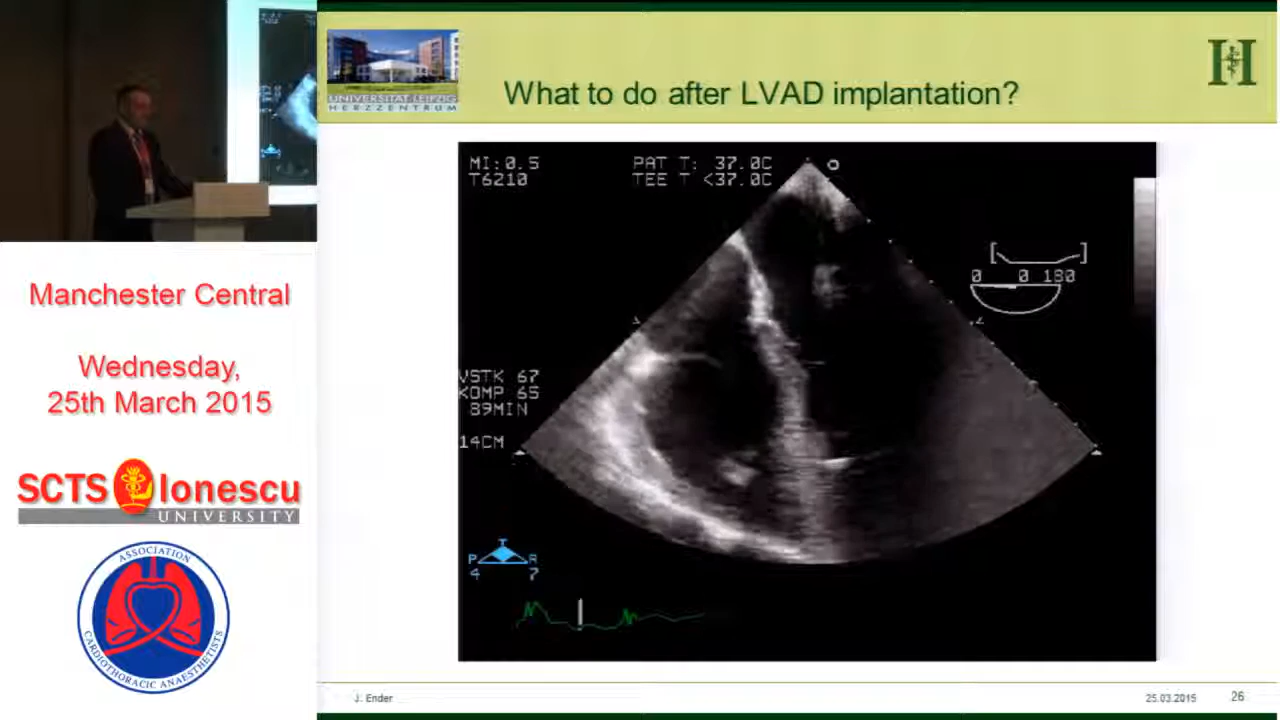 UNIVERSITÄT LEIPZIG
HERZZENTRUM
What to do after LVAD implantation?
H
MI:0.5
T6210
PAT T: 37.0C
TEE T <37.0C
0 0 180
VSTK 67
KOMP 65
89MIN
14CM
T
P R
4 7
Manchester Central
Wednesday,
25th March 2015
SCTS Ionescu
UNIVERSITY
ASSOCIATION
CARDIOTHORACIC ANAESTHETISTS
J. Ender
25.03.2015
26